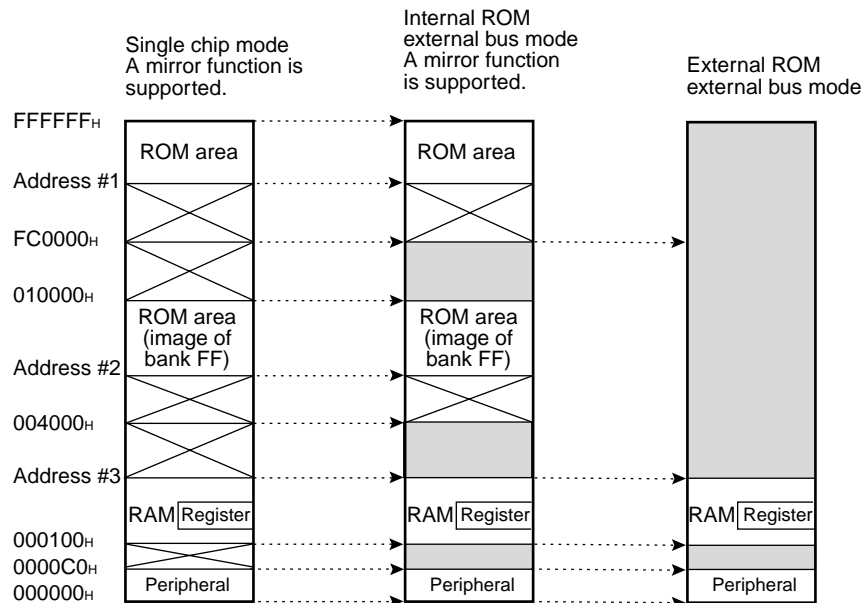 Single chip mode
A mirror function is
supported.
Internal ROM
external bus mode
A mirror function
is supported.
External ROM
external bus mode
FFFFFFH
Address #1
FC0000H
010000H
Address #2
004000H
Address #3
000100H
0000C0H
000000H
ROM area
ROM area
(image of
bank FF)
RAM Register
Peripheral
ROM area
ROM area
(image of
bank FF)
RAM Register
Peripheral
RAM Register
Peripheral